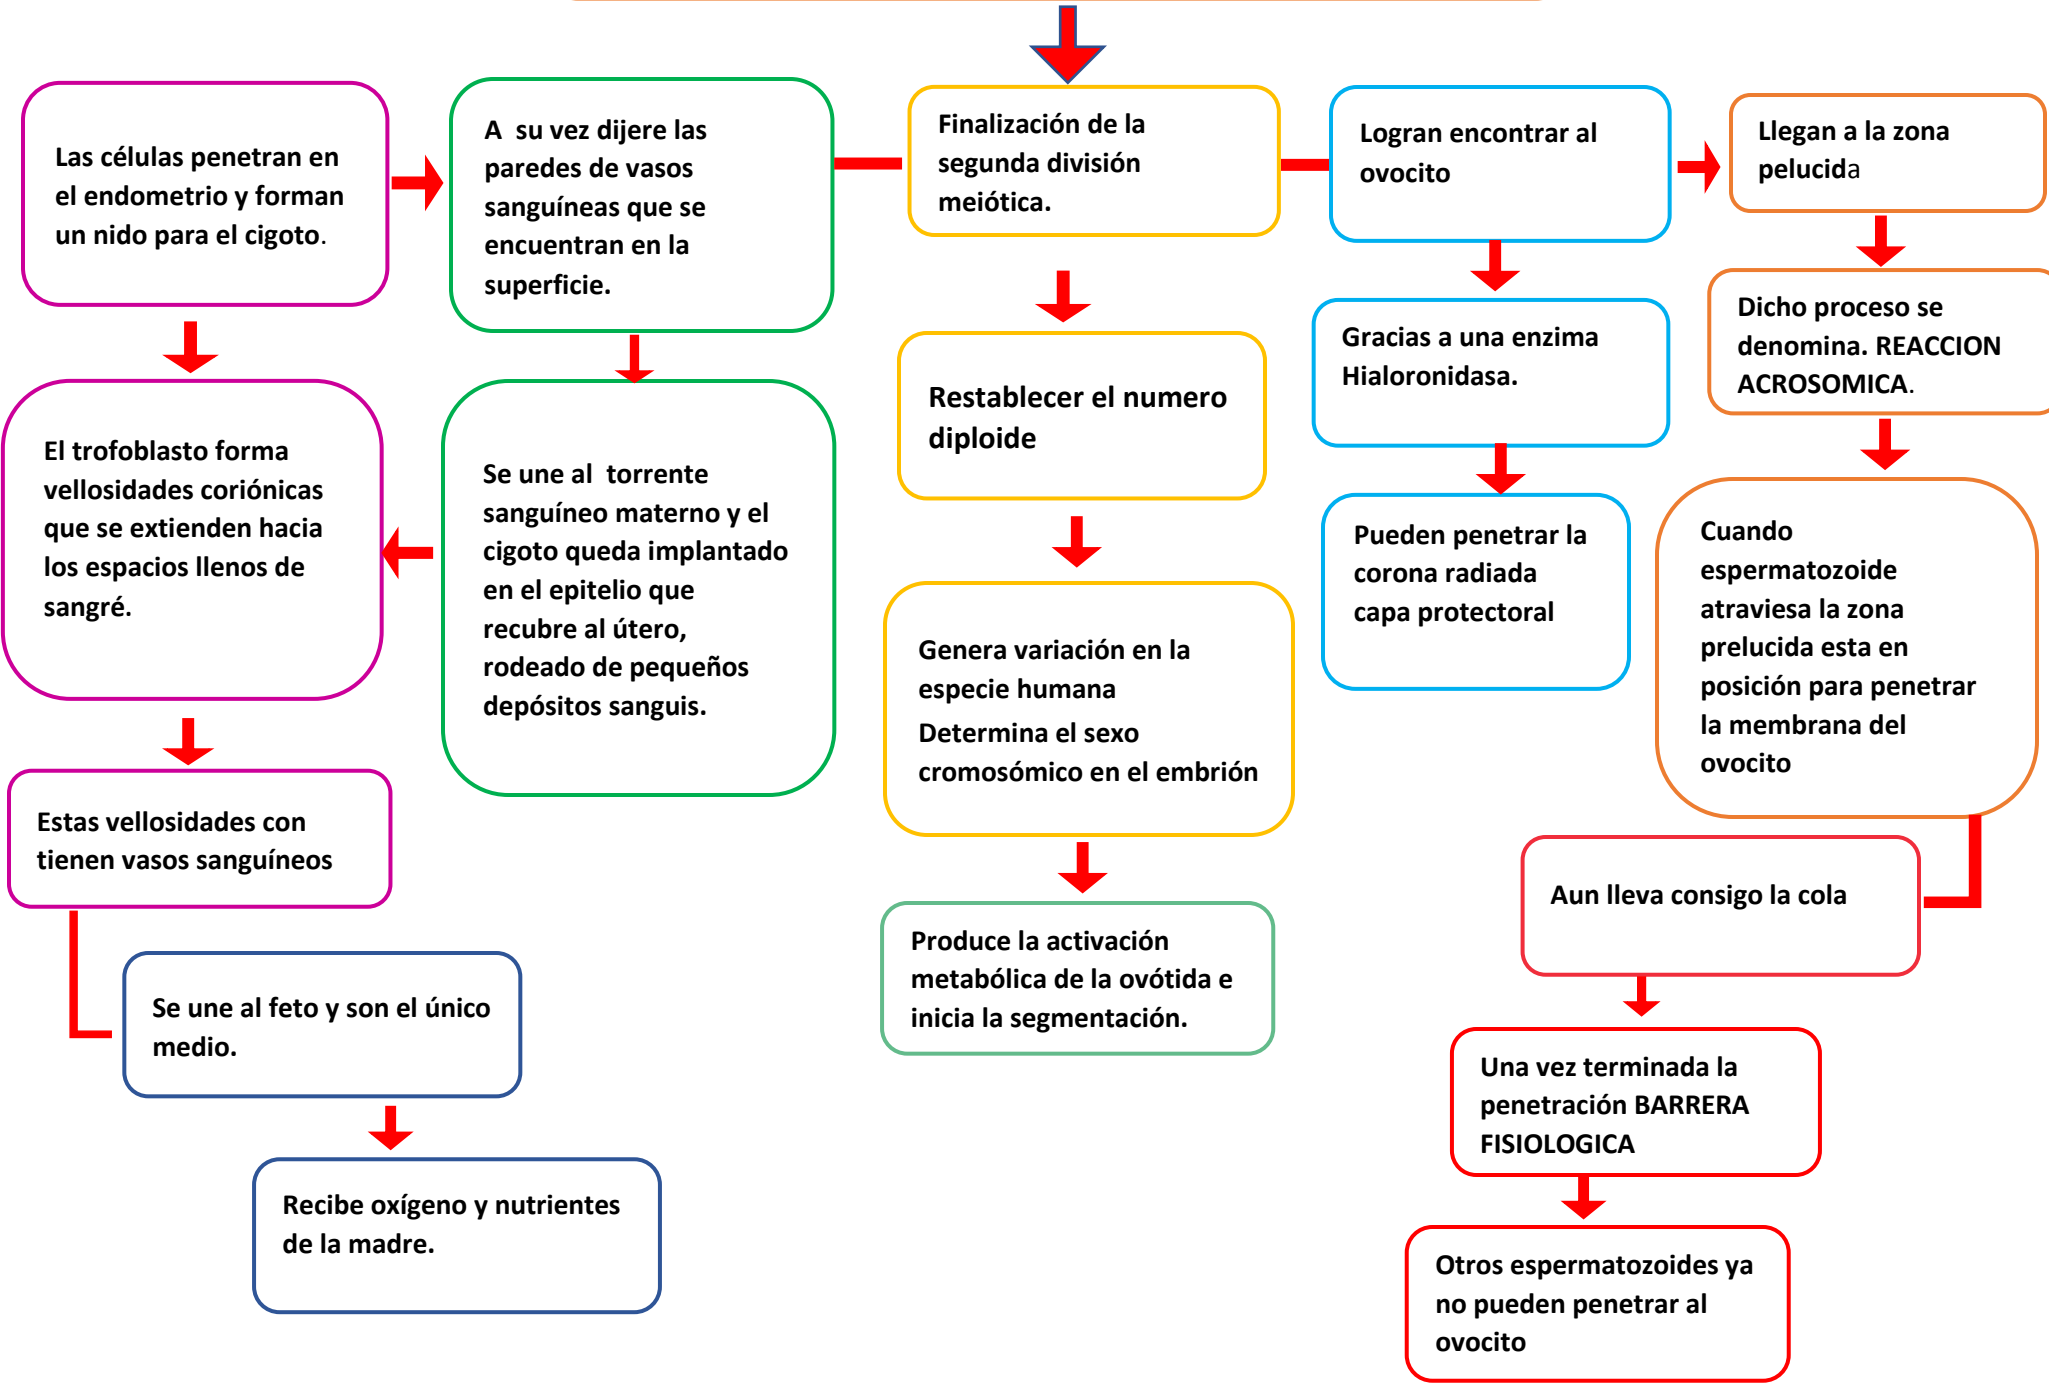 Las células penetran en
el endometrio y forman
un nido para el cigoto.
A su vez dijere las
paredes de vasos
sanguíneas que se
encuentran en la
superficie.
Finalización de la
segunda división
meiótica.
Logran encontrar al
ovocito
Llegan a la zona
pelucida
Dicho proceso se
denomina. REACCION
ACROSOMICA.
Gracias a una enzima
Hialoronidasa.
Restablecer el numero
diploide
El trofoblasto forma
vellosidades coriónicas
que se extienden hacia
los espacios llenos de
sangré.
Se une al torrente
sanguíneo materno y el
cigoto queda implantado
en el epitelio que
recubre al útero,
rodeado de pequeños
depósitos sanguis.
Pueden penetrar la
corona radiada
capa protectoral
Cuando
espermatozoide
atraviesa la zona
prelucida esta en
posición para penetrar
la membrana del
ovocito
Genera variación en la
especie humana
Determina el sexo
cromosómico en el embrión
Estas vellosidades con
tienen vasos sanguíneos
Aun lleva consigo la cola
Produce la activación
metabólica de la ovótida e
inicia la segmentación.
Se une al feto y son el único
medio.
Una vez terminada la
penetración BARRERA
FISIOLOGICA
Recibe oxígeno y nutrientes
de la madre.
Otros espermatozoides ya
no pueden penetrar al
ovocito